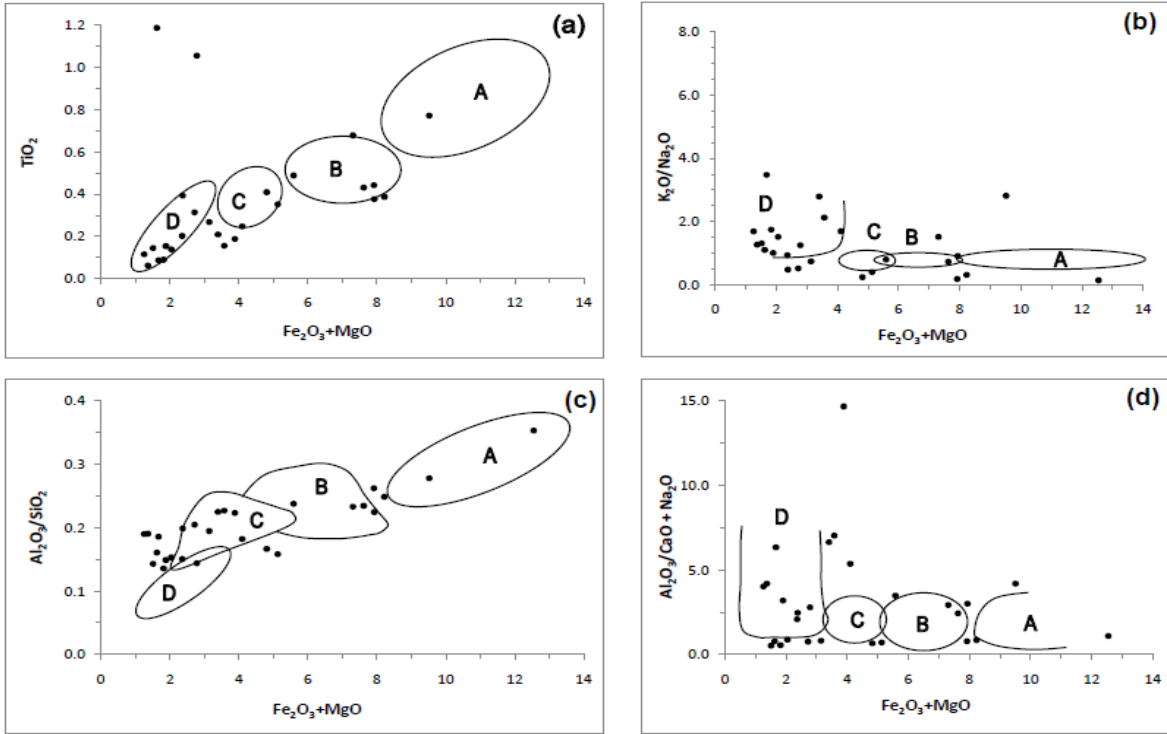 (a)
1.2
1.0
0.8
0.6
0.4
0.2
0.0
TiO₂
A
B
C
D
0 2 4 6 8 10 12 14
Fe₂O₃+MgO
(b)
8.0
6.0
4.0
2.0
0.0
K₂O/Na₂O
D
C
B
A
0 2 4 6 8 10 12 14
Fe₂O₃+MgO
(c)
0.4
0.3
0.2
0.1
0.0
Al₂O₃/SiO₂
A
B
C
D
0 2 4 6 8 10 12 14
Fe₂O₃+MgO
(d)
15.0
10.0
5.0
0.0
Al₂O₃/CaO + Na₂O
D
C
B
A
0 2 4 6 8 10 12 14
Fe₂O₃+MgO